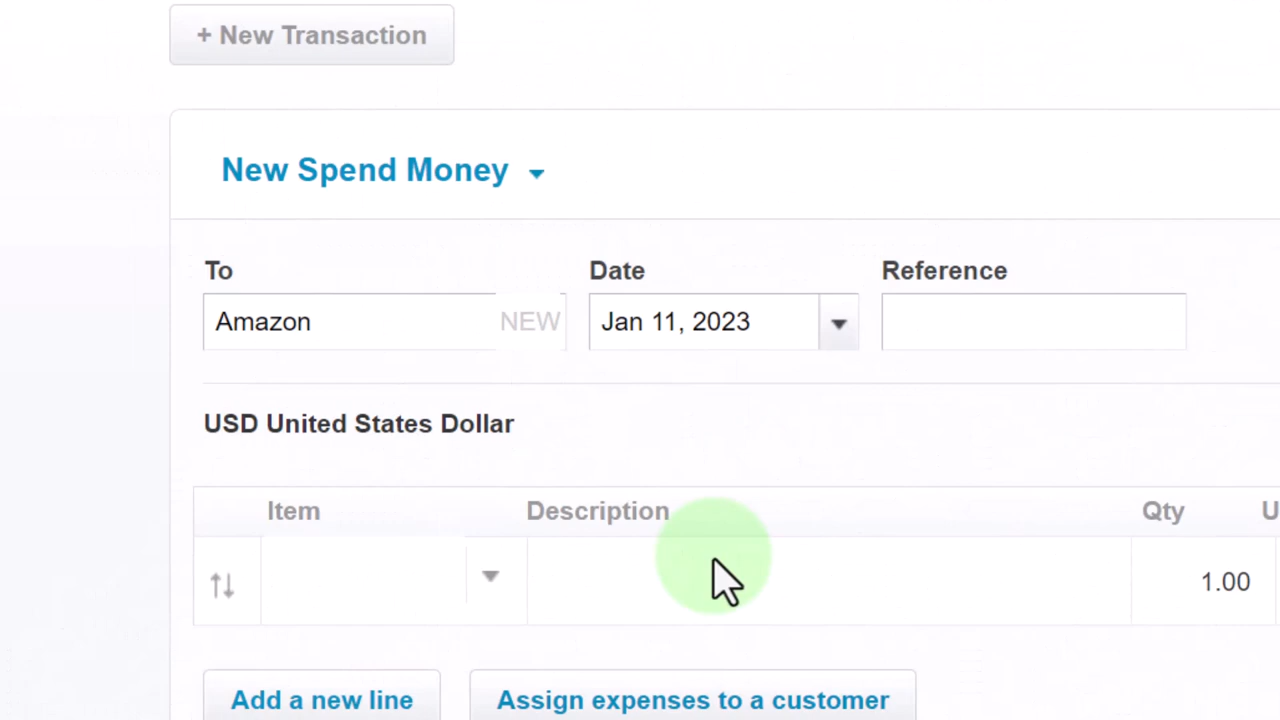 + New Transaction
New Spend Money
To Date Reference
Amazon NEW Jan 11, 2023
USD United States Dollar
Item Description Qty U
1.00
Add a new line Assign expenses to a customer